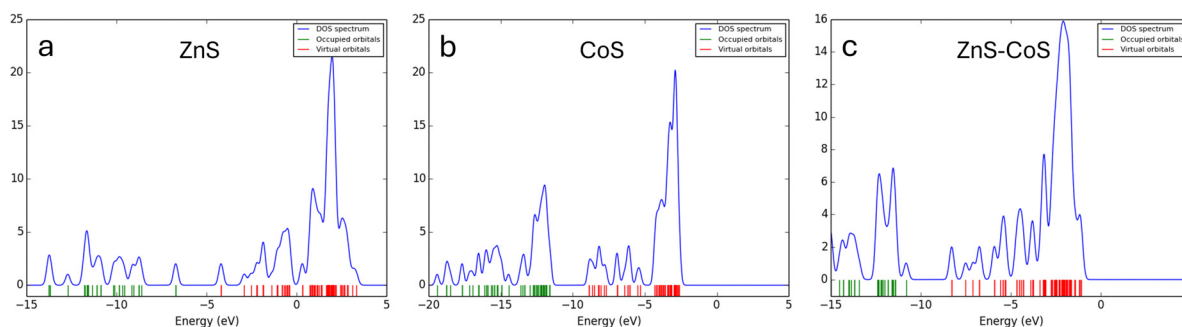 a
ZnS
DOS spectrum
Occupied orbitals
Virtual orbitals
25
20
15
10
5
0
−15
−10
−5
0
5
Energy (eV)
b
CoS
DOS spectrum
Occupied orbitals
Virtual orbitals
25
20
15
10
5
0
−20
−15
−10
−5
0
Energy (eV)
c
ZnS-CoS
DOS spectrum
Occupied orbitals
Virtual orbitals
16
14
12
10
8
6
4
2
0
−15
−10
−5
0
Energy (eV)